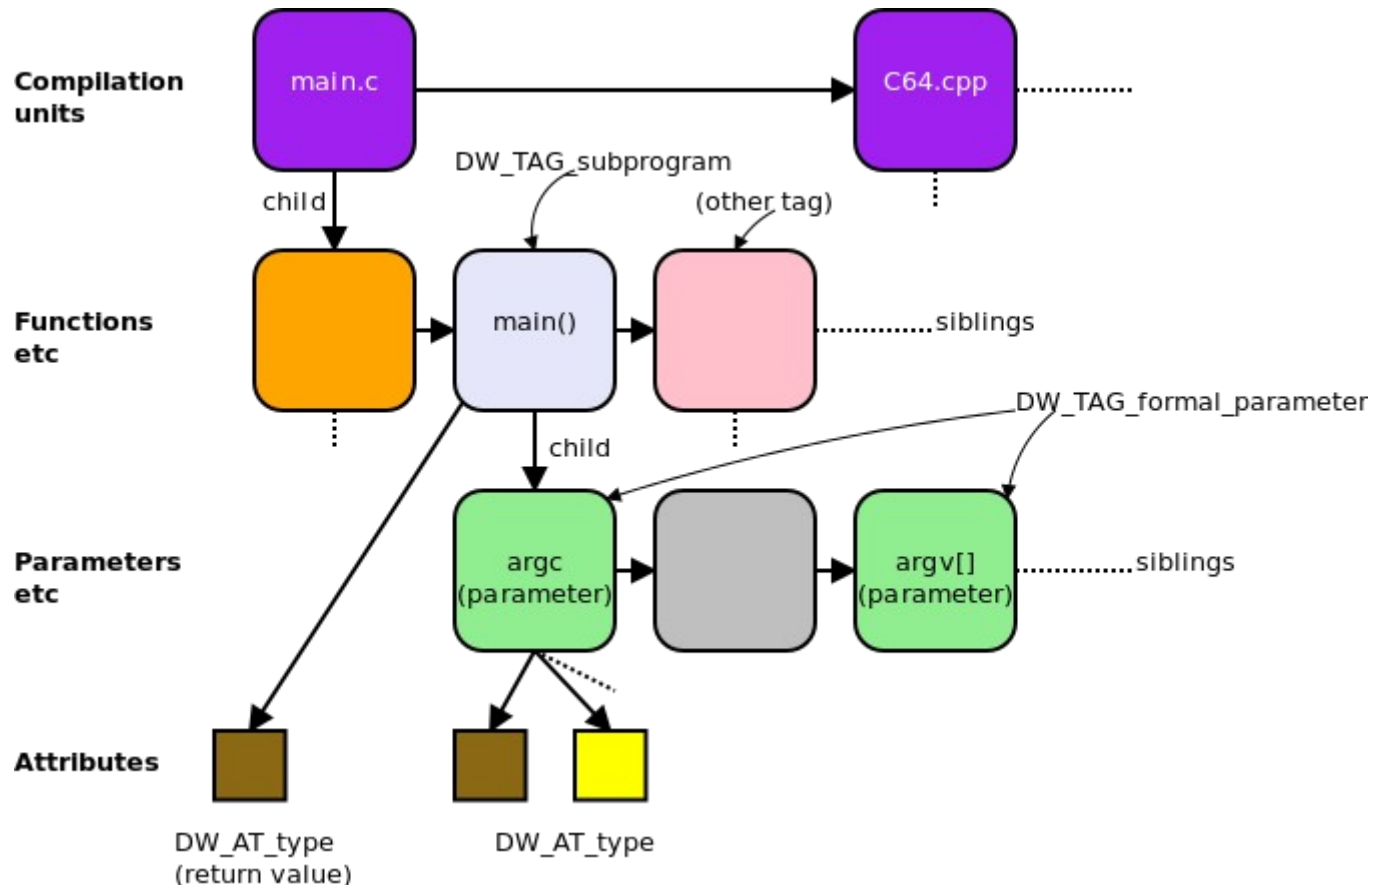 Compilation
units
main.c
C64.cpp
DW_TAG_subprogram
child
(other tag)
Functions
etc
main()
siblings
DW_TAG_formal_parameter
child
Parameters
etc
argc
(parameter)
argv[]
(parameter)
siblings
Attributes
DW_AT_type
(return value)
DW_AT_type